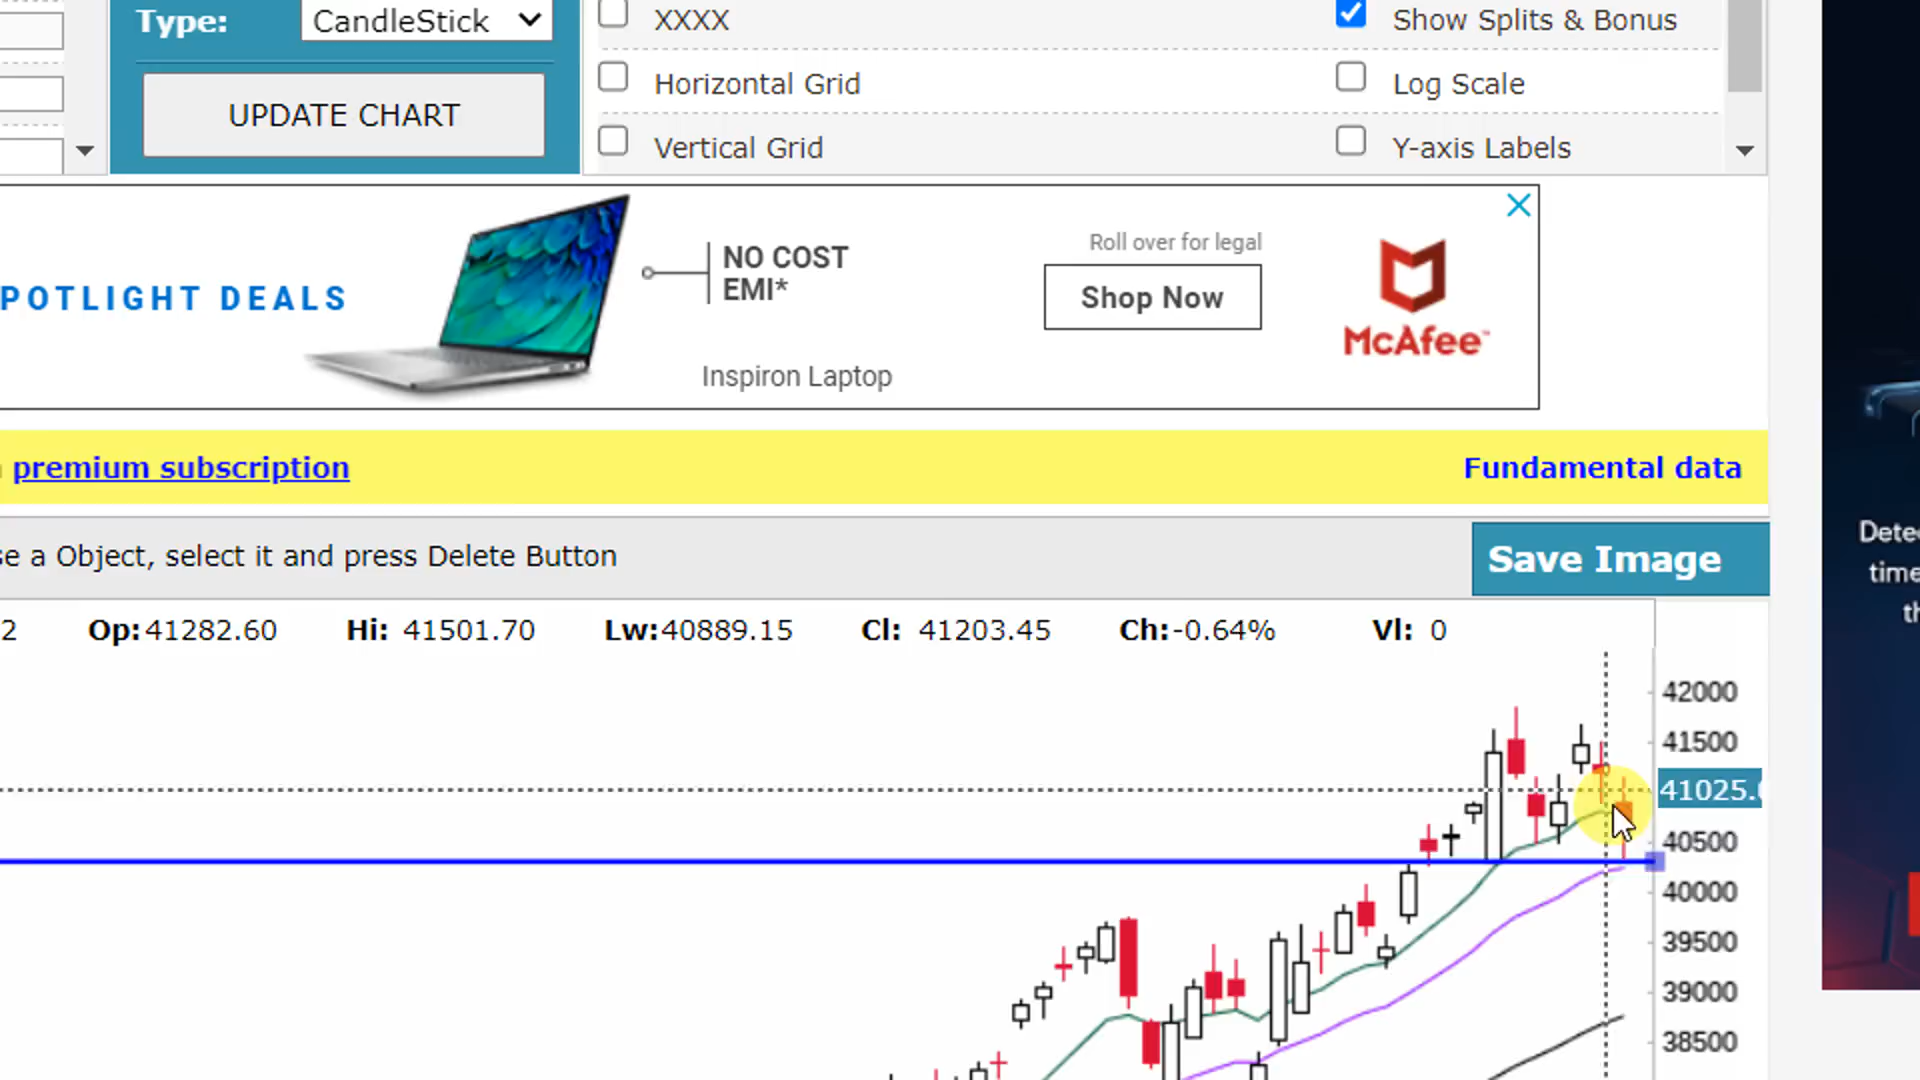 Type: CandleStick
UPDATE CHART
XXXX
Show Splits & Bonus
Horizontal Grid
Log Scale
Vertical Grid
Y-axis Labels
POTLIGHT DEALS
NO COST
EMI*
Inspiron Laptop
Roll over for legal
Shop Now
McAfee™
premium subscription
Fundamental data
se a Object, select it and press Delete Button
Save Image
2 Op:41282.60 Hi: 41501.70 Lw:40889.15 Cl: 41203.45 Ch:-0.64% Vl: 0
42000
41500
41025.
40500
40000
39500
39000
38500
Dete
time
th